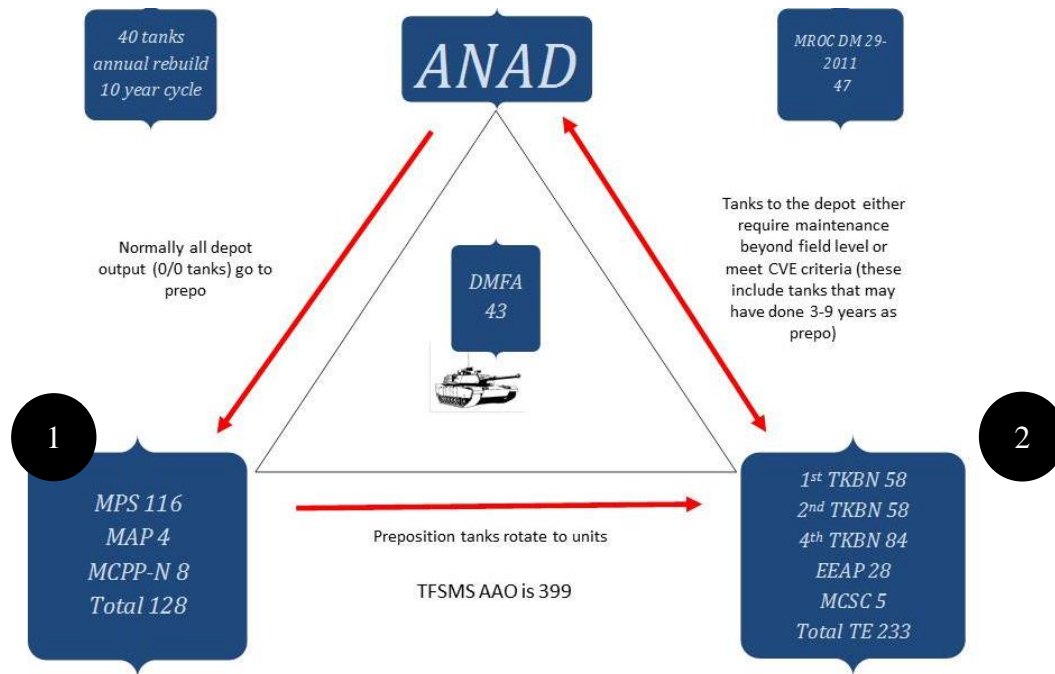 40 tanks
annual rebuild
10 year cycle
ANAD
MROC DM 29-
2011
47
Normally all depot
output (0/0 tanks) go to
prepo
DMFA
43
Tanks to the depot either
require maintenance
beyond field level or
meet CVE criteria (these
include tanks that may
have done 3-9 years as
prepo)
1
MPS 116
MAP 4
MCPP-N 8
Total 128
Preposition tanks rotate to units
TFSMS AAO is 399
2
1st TKBN 58
2nd TKBN 58
4th TKBN 84
EEAP 28
MCSC 5
Total TE 233